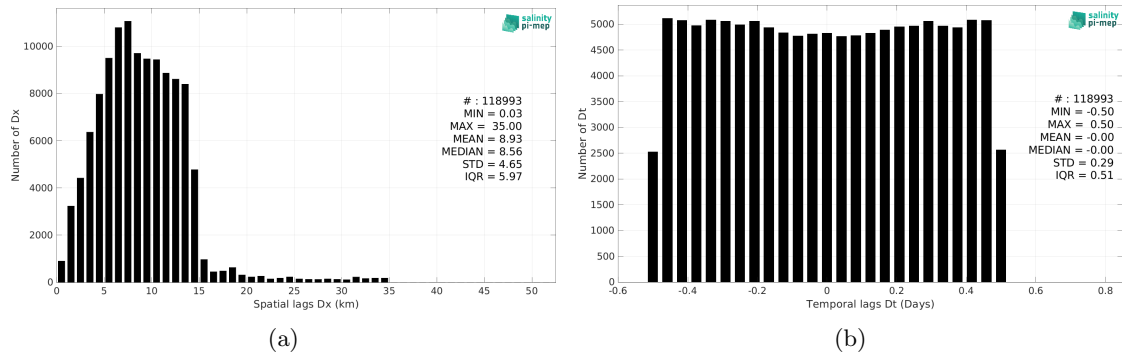 10000
8000
6000
4000
2000
0
Number of Dx
0 5 10 15 20 25 30 35 40 45 50
Spatial lags Dx (km)
salinity
pi-mep
# : 118993
MIN = 0.03
MAX = 35.00
MEAN = 8.93
MEDIAN = 8.56
STD = 4.65
IQR = 5.97
(a)
5000
4500
4000
3500
3000
2500
2000
1500
1000
500
0
Number of Dt
-0.6 -0.4 -0.2 0 0.2 0.4 0.6 0.8
Temporal lags Dt (Days)
salinity
pi-mep
# : 118993
MIN = -0.50
MAX = 0.50
MEAN = -0.00
MEDIAN = -0.00
STD = 0.29
IQR = 0.51
(b)